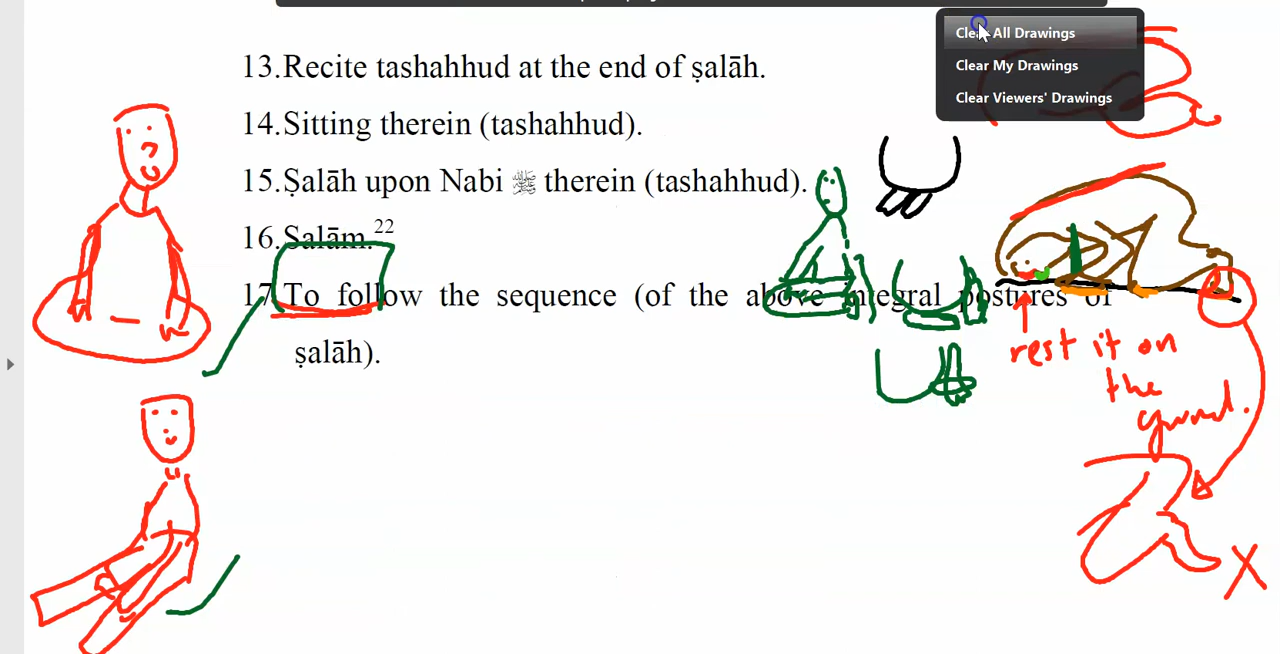 Clear All Drawings
Clear My Drawings
Clear Viewers' Drawings
13.Recite tashahhud at the end of ṣalāh.
14.Sitting therein (tashahhud).
15.Ṣalāh upon Nabi ﷺ therein (tashahhud).
16.Salām.22
17.To follow the sequence (of the above integral postures of
ṣalāh).
rest it on
the
ground.
X